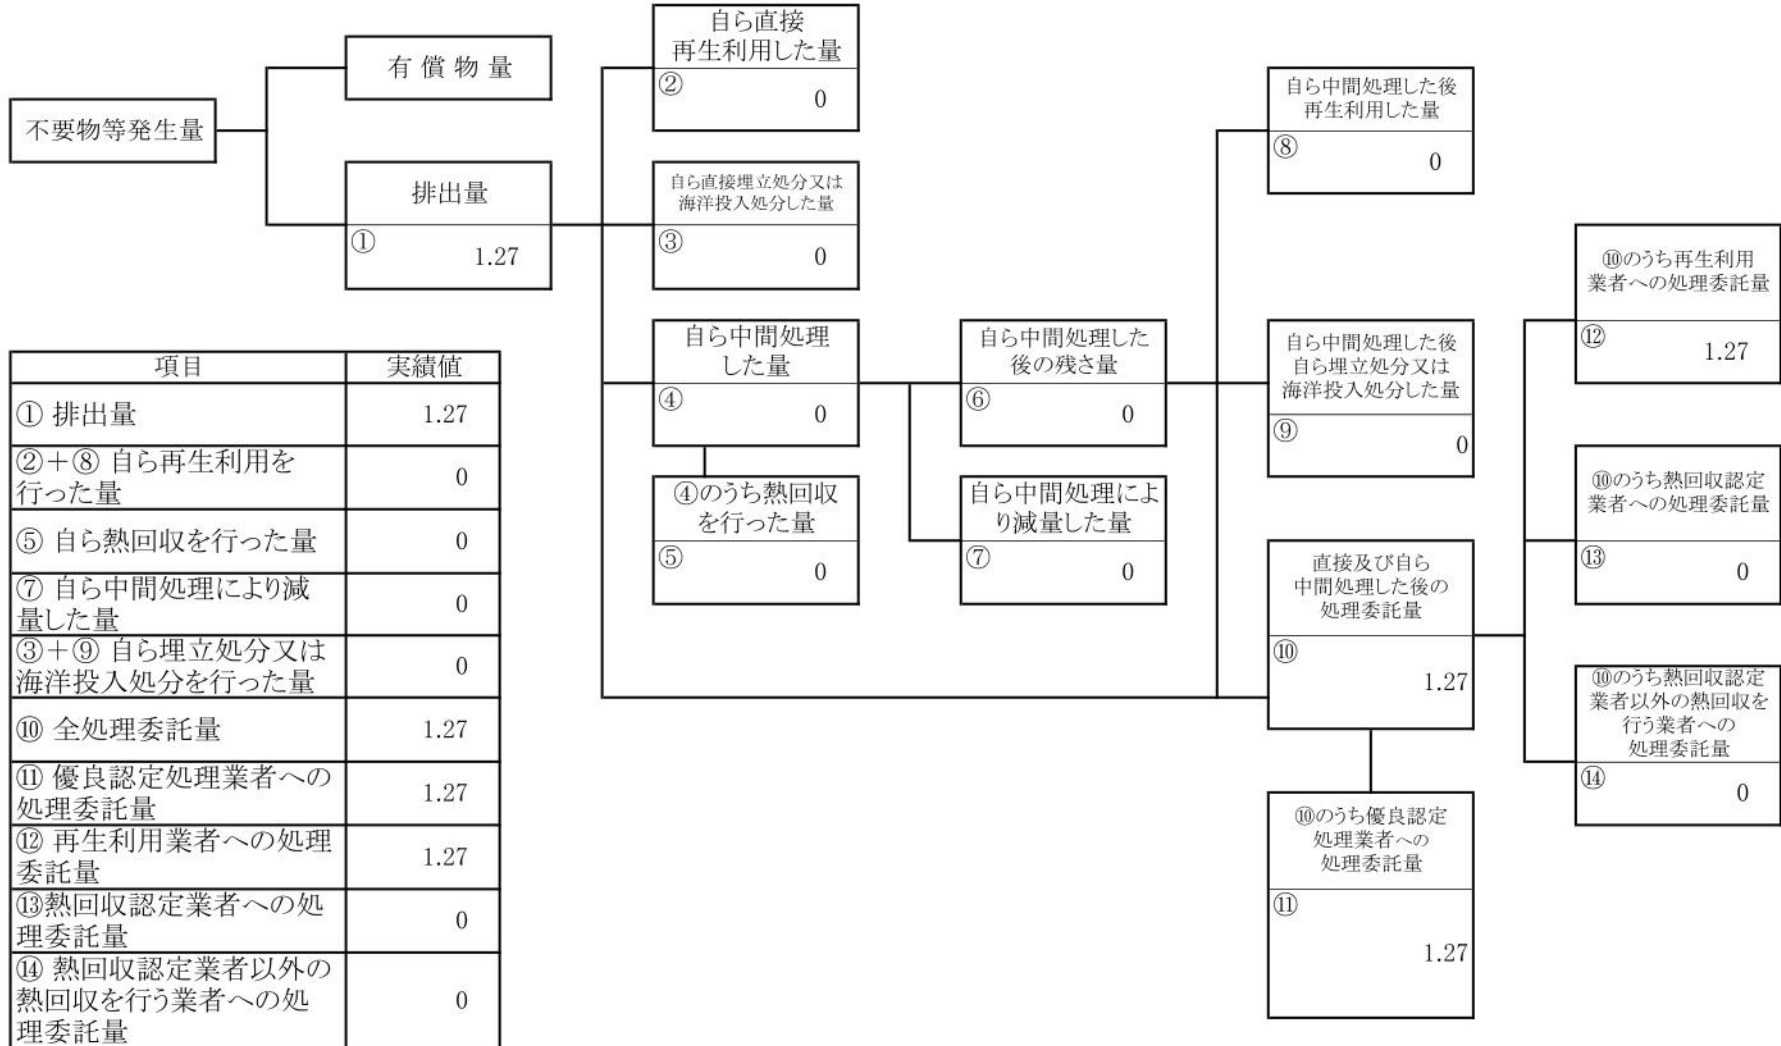 不要物等発生量
有償物量
排出量
①
1.27
自ら直接
再生利用した量
②
0
自ら直接埋立処分又は
海洋投入処分した量
③
0
自ら中間処理
した量
④
0
④のうち熱回収
を行った量
⑤
0
自ら中間処理した
後の残さ量
⑥
0
自ら中間処理によ
り減量した量
⑦
0
自ら中間処理した後
再生利用した量
⑧
0
自ら中間処理した後
自ら埋立処分又は
海洋投入処分した量
⑨
0
直接及び自ら
中間処理した後の
処理委託量
⑩
1.27
⑩のうち優良認定
処理業者への
処理委託量
⑪
1.27
⑩のうち再生利用
業者への処理委託量
⑫
1.27
⑩のうち熱回収認定
業者への処理委託量
⑬
0
⑩のうち熱回収認定
業者以外の熱回収を
行う業者への
処理委託量
⑭
0
項目 実績値
① 排出量 1.27
②+⑧ 自ら再生利用を
行った量 0
⑤ 自ら熱回収を行った量 0
⑦ 自ら中間処理により減
量した量 0
③+⑨ 自ら埋立処分又は
海洋投入処分を行った量 0
⑩ 全処理委託量 1.27
⑪ 優良認定処理業者への
処理委託量 1.27
⑫ 再生利用業者への処理
委託量 1.27
⑬熱回収認定業者への処
理委託量 0
⑭ 熱回収認定業者以外の
熱回収を行う業者への処
理委託量 0